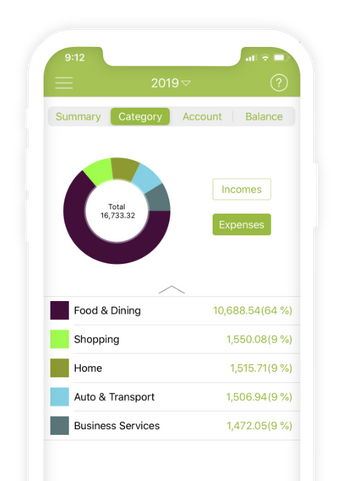 9:12
2019
?
Summary Category Account Balance
Total
16,733.32
Incomes
Expenses
Food & Dining 10,688.54(64 %)
Shopping 1,550.08(9 %)
Home 1,515.71(9 %)
Auto & Transport 1,506.94(9 %)
Business Services 1,472.05(9 %)